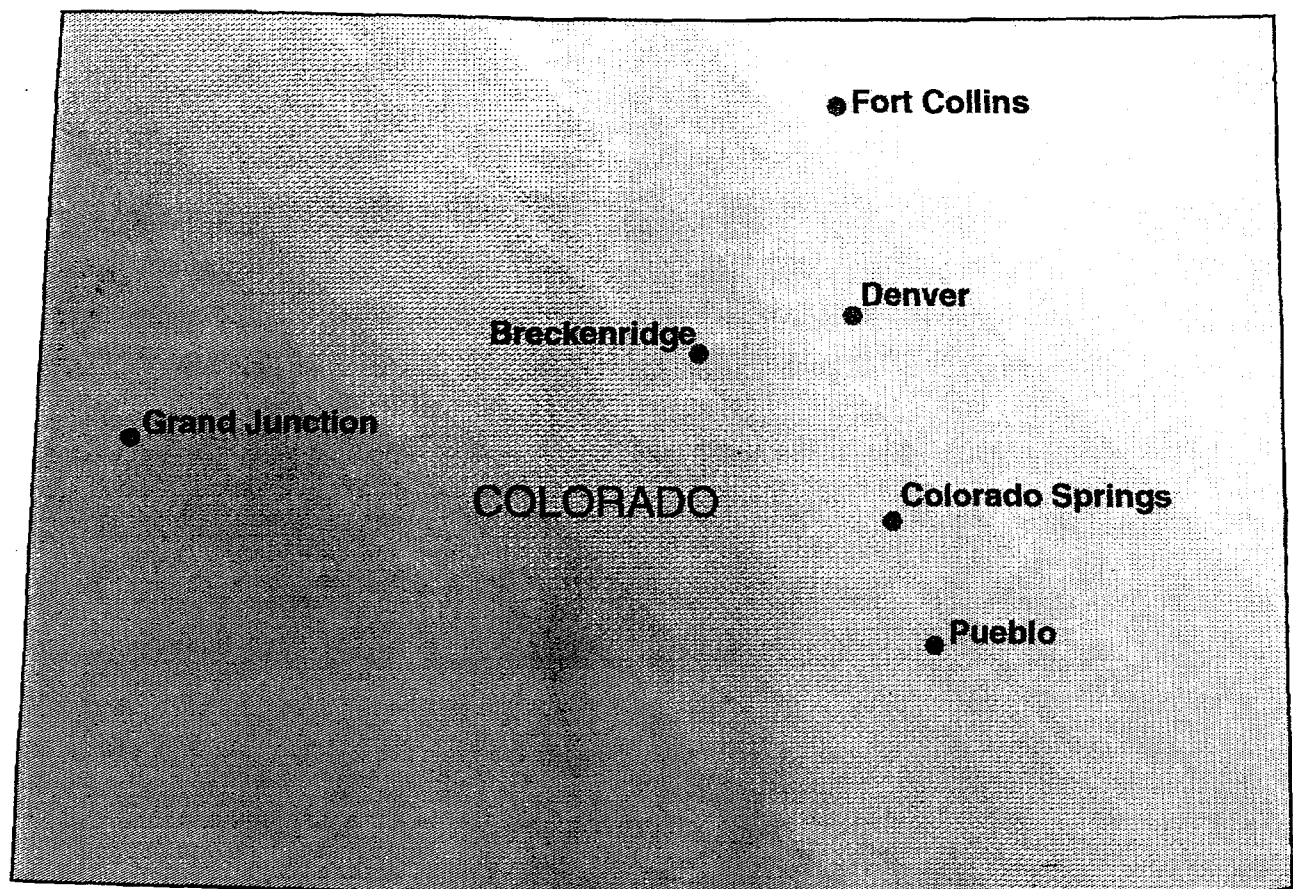 Fort Collins
Denver
Breckenridge
Grand Junction
COLORADO
Colorado Springs
Pueblo